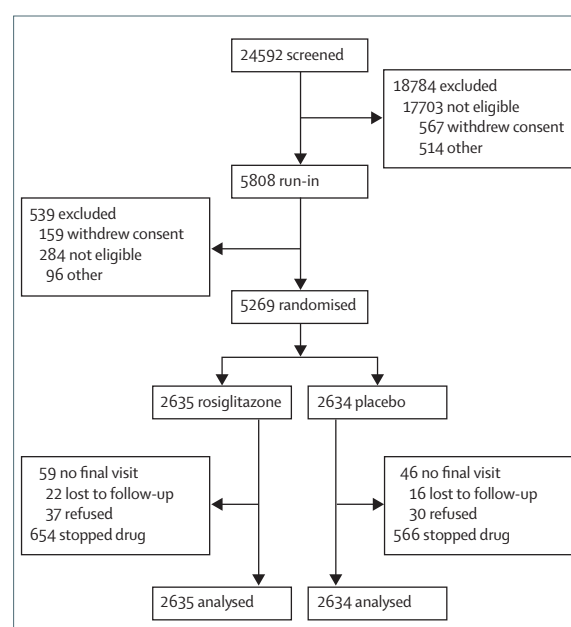 24592 screened
18784 excluded
17703 not eligible
567 withdrew consent
514 other
5808 run-in
539 excluded
159 withdrew consent
284 not eligible
96 other
5269 randomised
2635 rosiglitazone
2634 placebo
59 no final visit
22 lost to follow-up
37 refused
654 stopped drug
46 no final visit
16 lost to follow-up
30 refused
566 stopped drug
2635 analysed
2634 analysed